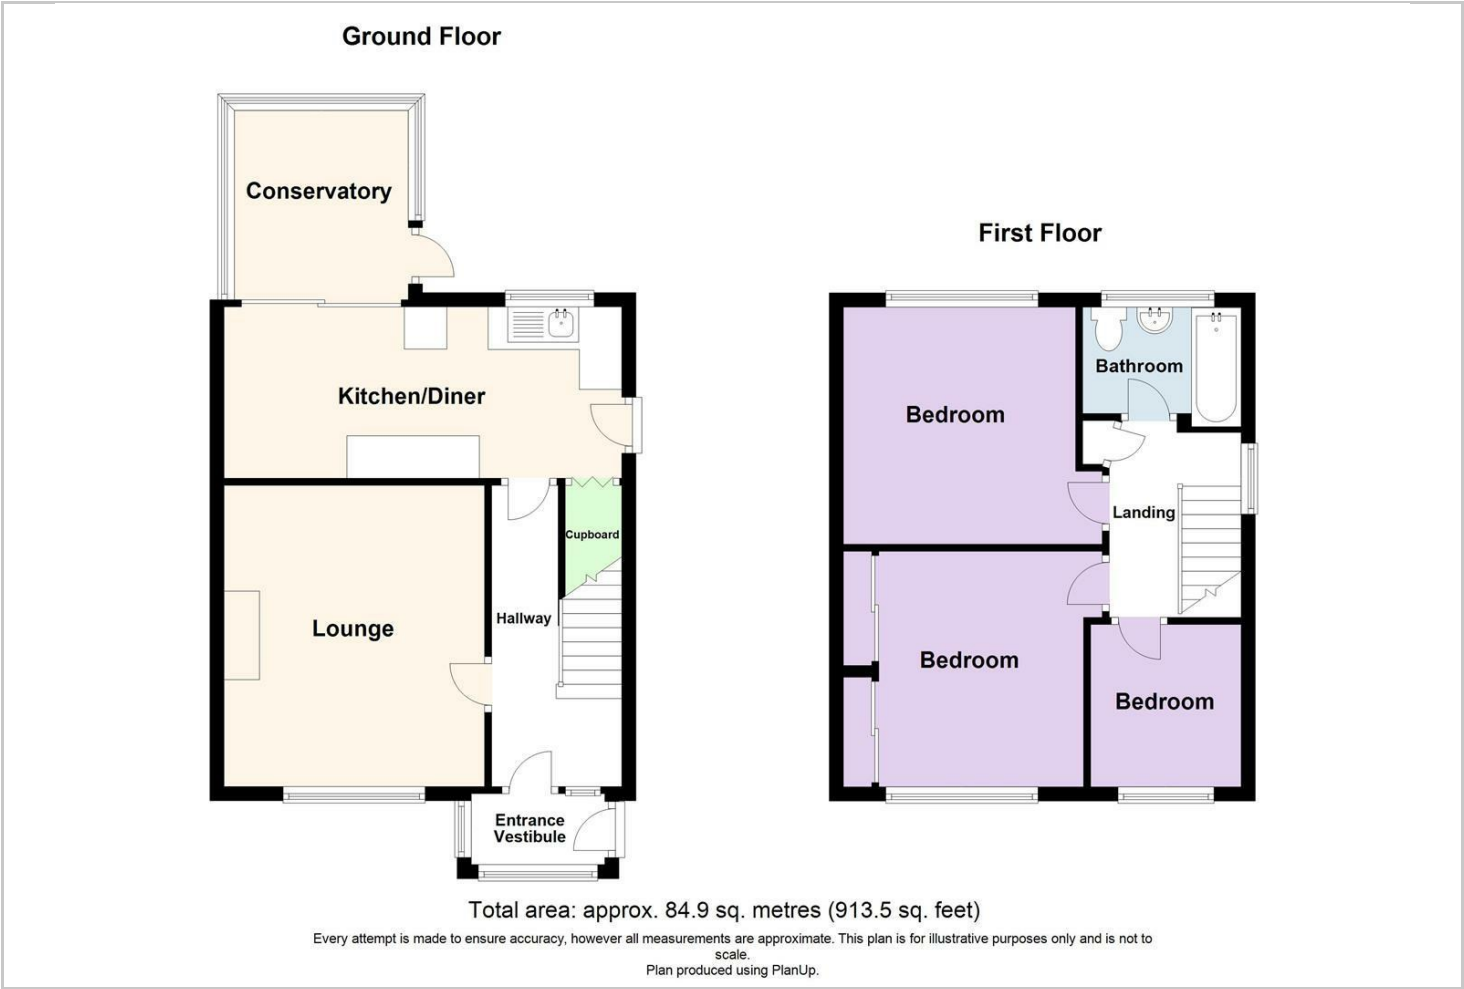 Ground Floor
Conservatory
Kitchen/Diner
Cupboard
Hallway
Lounge
Entrance
Vestibule
First Floor
Bedroom
Bathroom
Landing
Bedroom
Bedroom
Total area: approx. 84.9 sq. metres (913.5 sq. feet)
Every attempt is made to ensure accuracy, however all measurements are approximate. This plan is for illustrative purposes only and is not to
scale.
Plan produced using PlanUp.